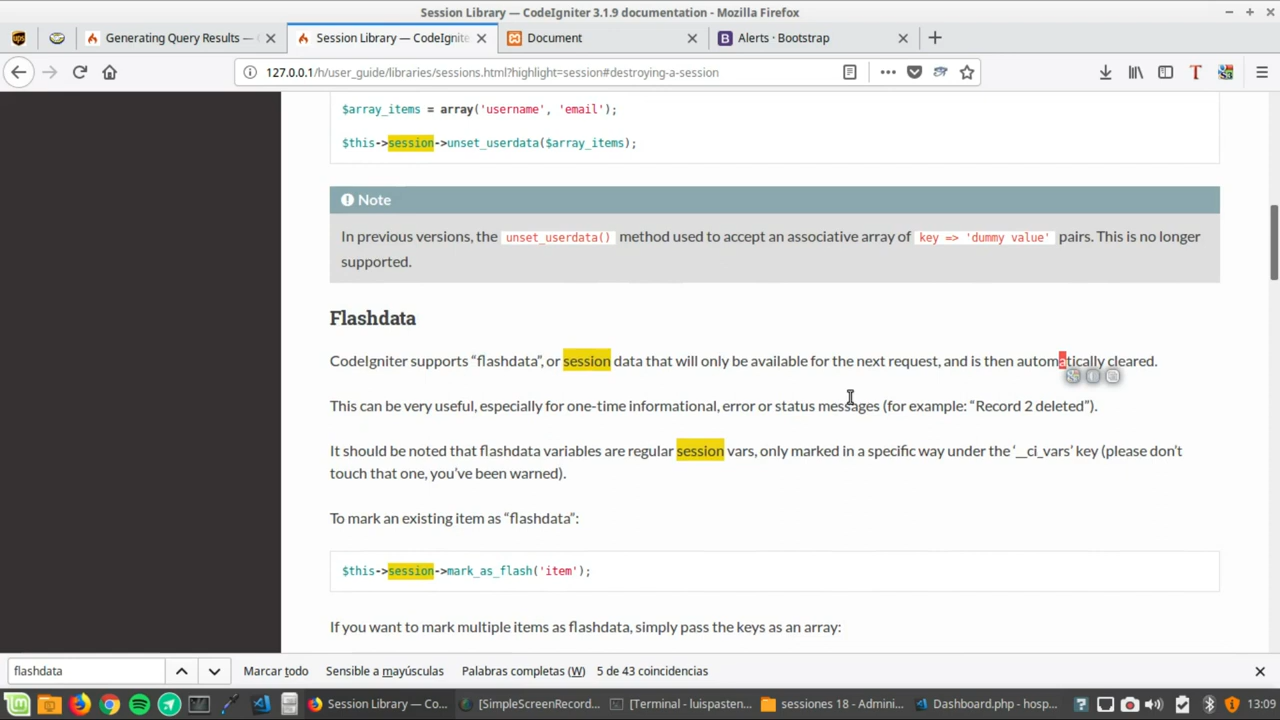 Session Library — CodeIgniter 3.1.9 documentation - Mozilla Firefox
Generating Query Results —
Session Library — CodeIgnite
Document
Alerts · Bootstrap
127.0.0.1/h/user_guide/libraries/sessions.html?highlight=session#destroying-a-session
$array_items = array('username', 'email');
$this->session->unset_userdata($array_items);
Note
In previous versions, the unset_userdata() method used to accept an associative array of key => 'dummy value' pairs. This is no longer
supported.
Flashdata
CodeIgniter supports “flashdata”, or session data that will only be available for the next request, and is then automatically cleared.
This can be very useful, especially for one-time informational, error or status messages (for example: “Record 2 deleted”).
It should be noted that flashdata variables are regular session vars, only marked in a specific way under the ‘__ci_vars’ key (please don’t
touch that one, you’ve been warned).
To mark an existing item as “flashdata”:
$this->session->mark_as_flash('item');
If you want to mark multiple items as flashdata, simply pass the keys as an array:
flashdata
Marcar todo
Sensible a mayúsculas
Palabras completas (W)
5 de 43 coincidencias
Session Library — Co...
[SimpleScreenRecord...
[Terminal - luispasten...
sessiones 18 - Admini...
Dashboard.php - hosp...
13:09